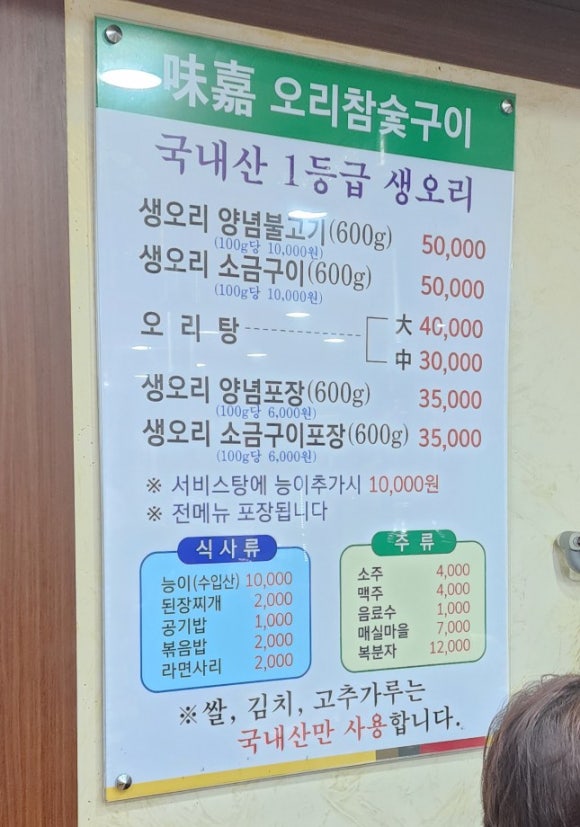 味嘉 오리참숯구이
국내산 1등급 생오리
생오리 양념불고기(600g) 50,000
(100g당 10,000원)
생오리 소금구이(600g) 50,000
(100g당 10,000원)
오 리 탕 大 40,000
中 30,000
생오리 양념포장(600g) 35,000
(100g당 6,000원)
생오리 소금구이포장(600g) 35,000
(100g당 6,000원)
※ 서비스탕에 능이추가시 10,000원
※ 전메뉴 포장됩니다
식사류
능이(수입산) 10,000
된장찌개 2,000
공기밥 1,000
볶음밥 2,000
라면사리 2,000
주 류
소주 4,000
맥주 4,000
음료수 1,000
매실마을 7,000
복분자 12,000
※쌀, 김치, 고추가루는
국내산만 사용합니다.